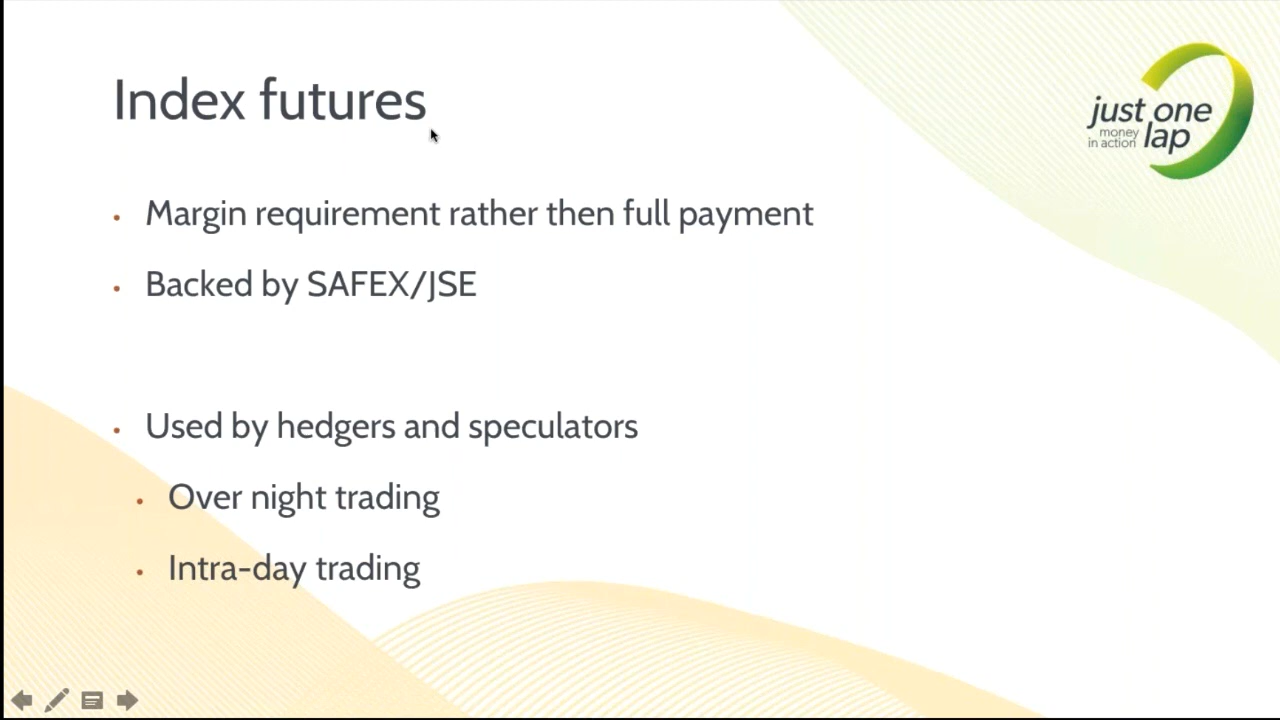 Index futures
just one
money
in action
lap
• Margin requirement rather then full payment
• Backed by SAFEX/JSE
• Used by hedgers and speculators
• Over night trading
• Intra-day trading